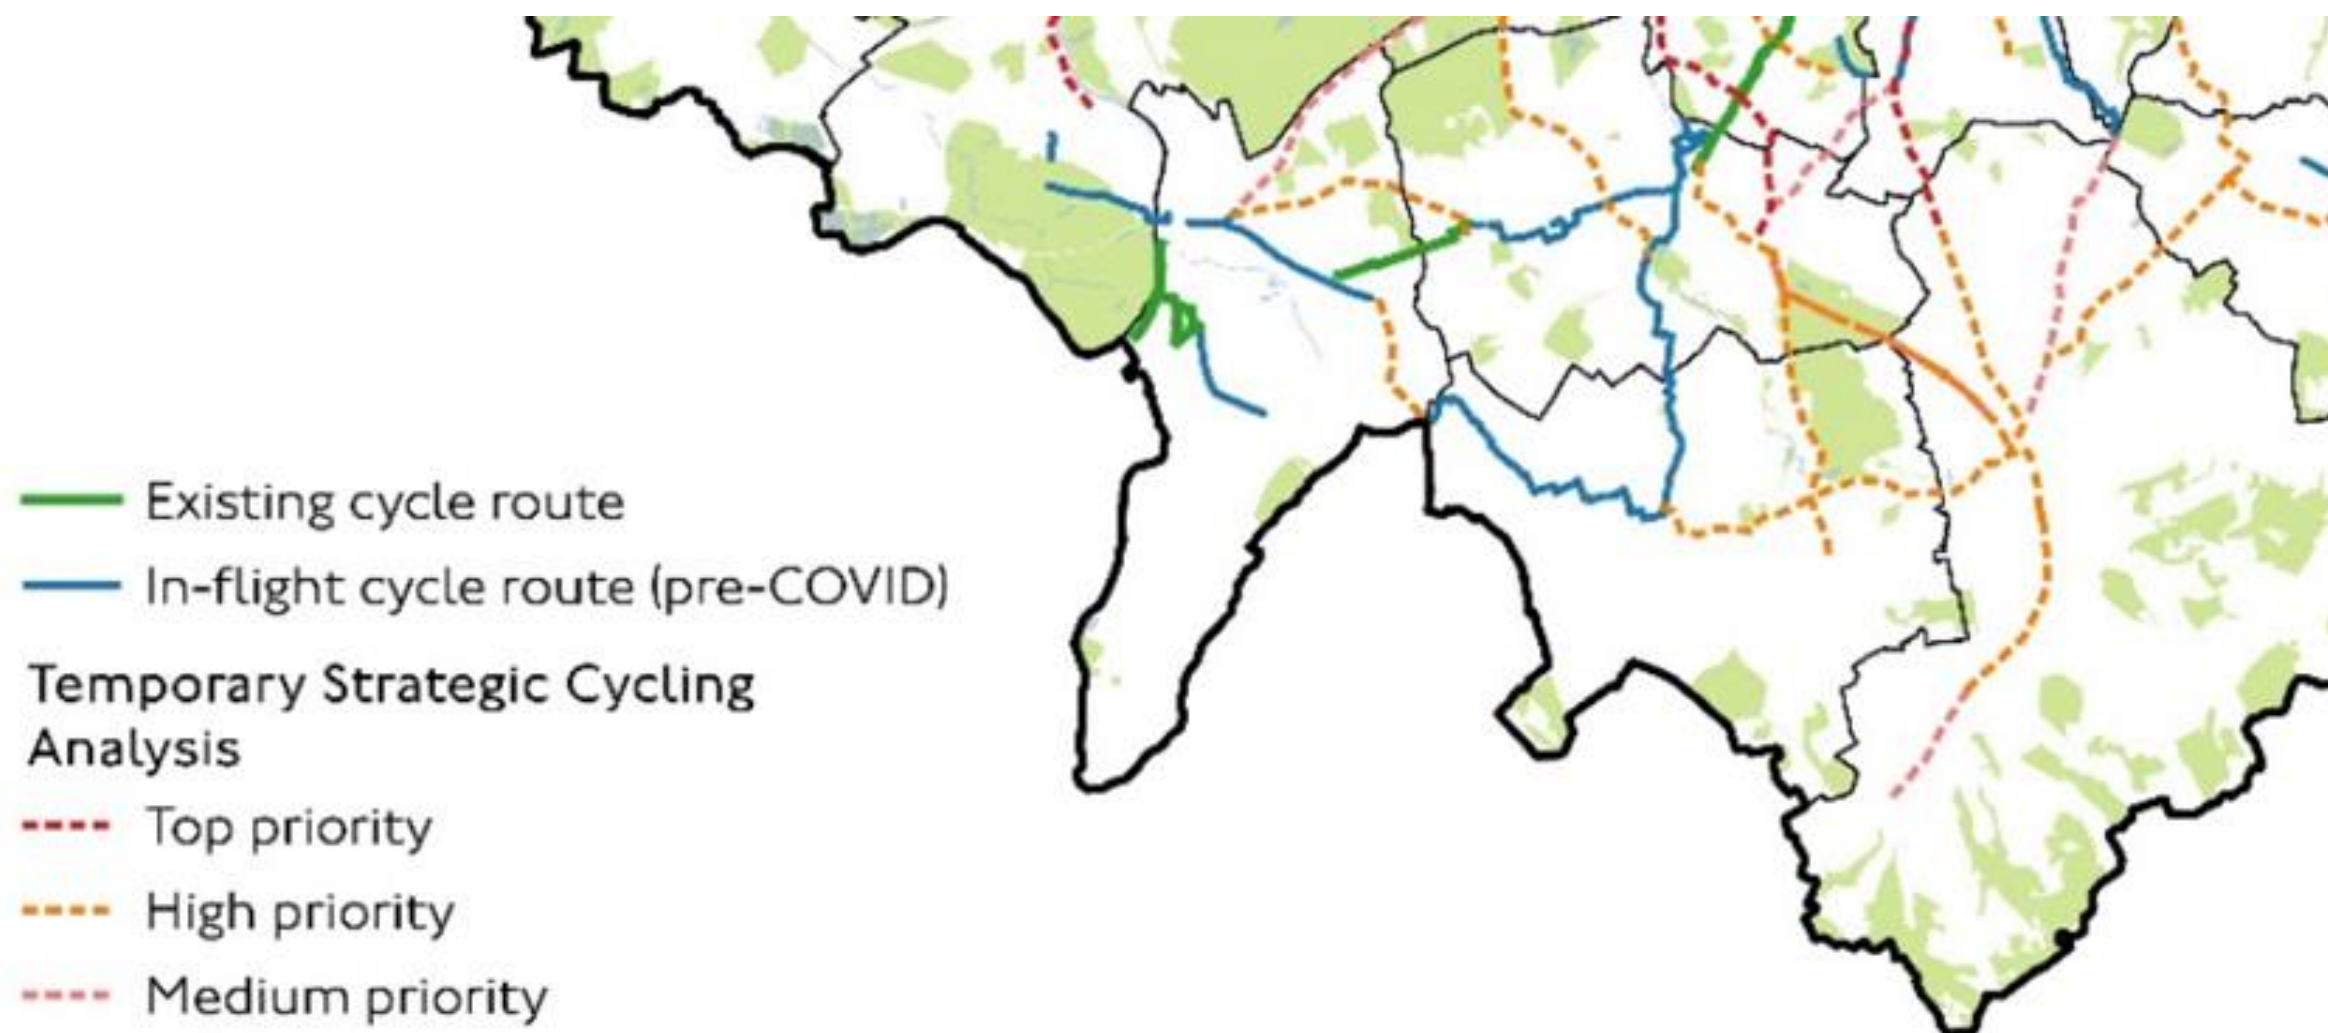 Existing cycle route
In-flight cycle route (pre-COVID)
Temporary Strategic Cycling
Analysis
Top priority
High priority
Medium priority